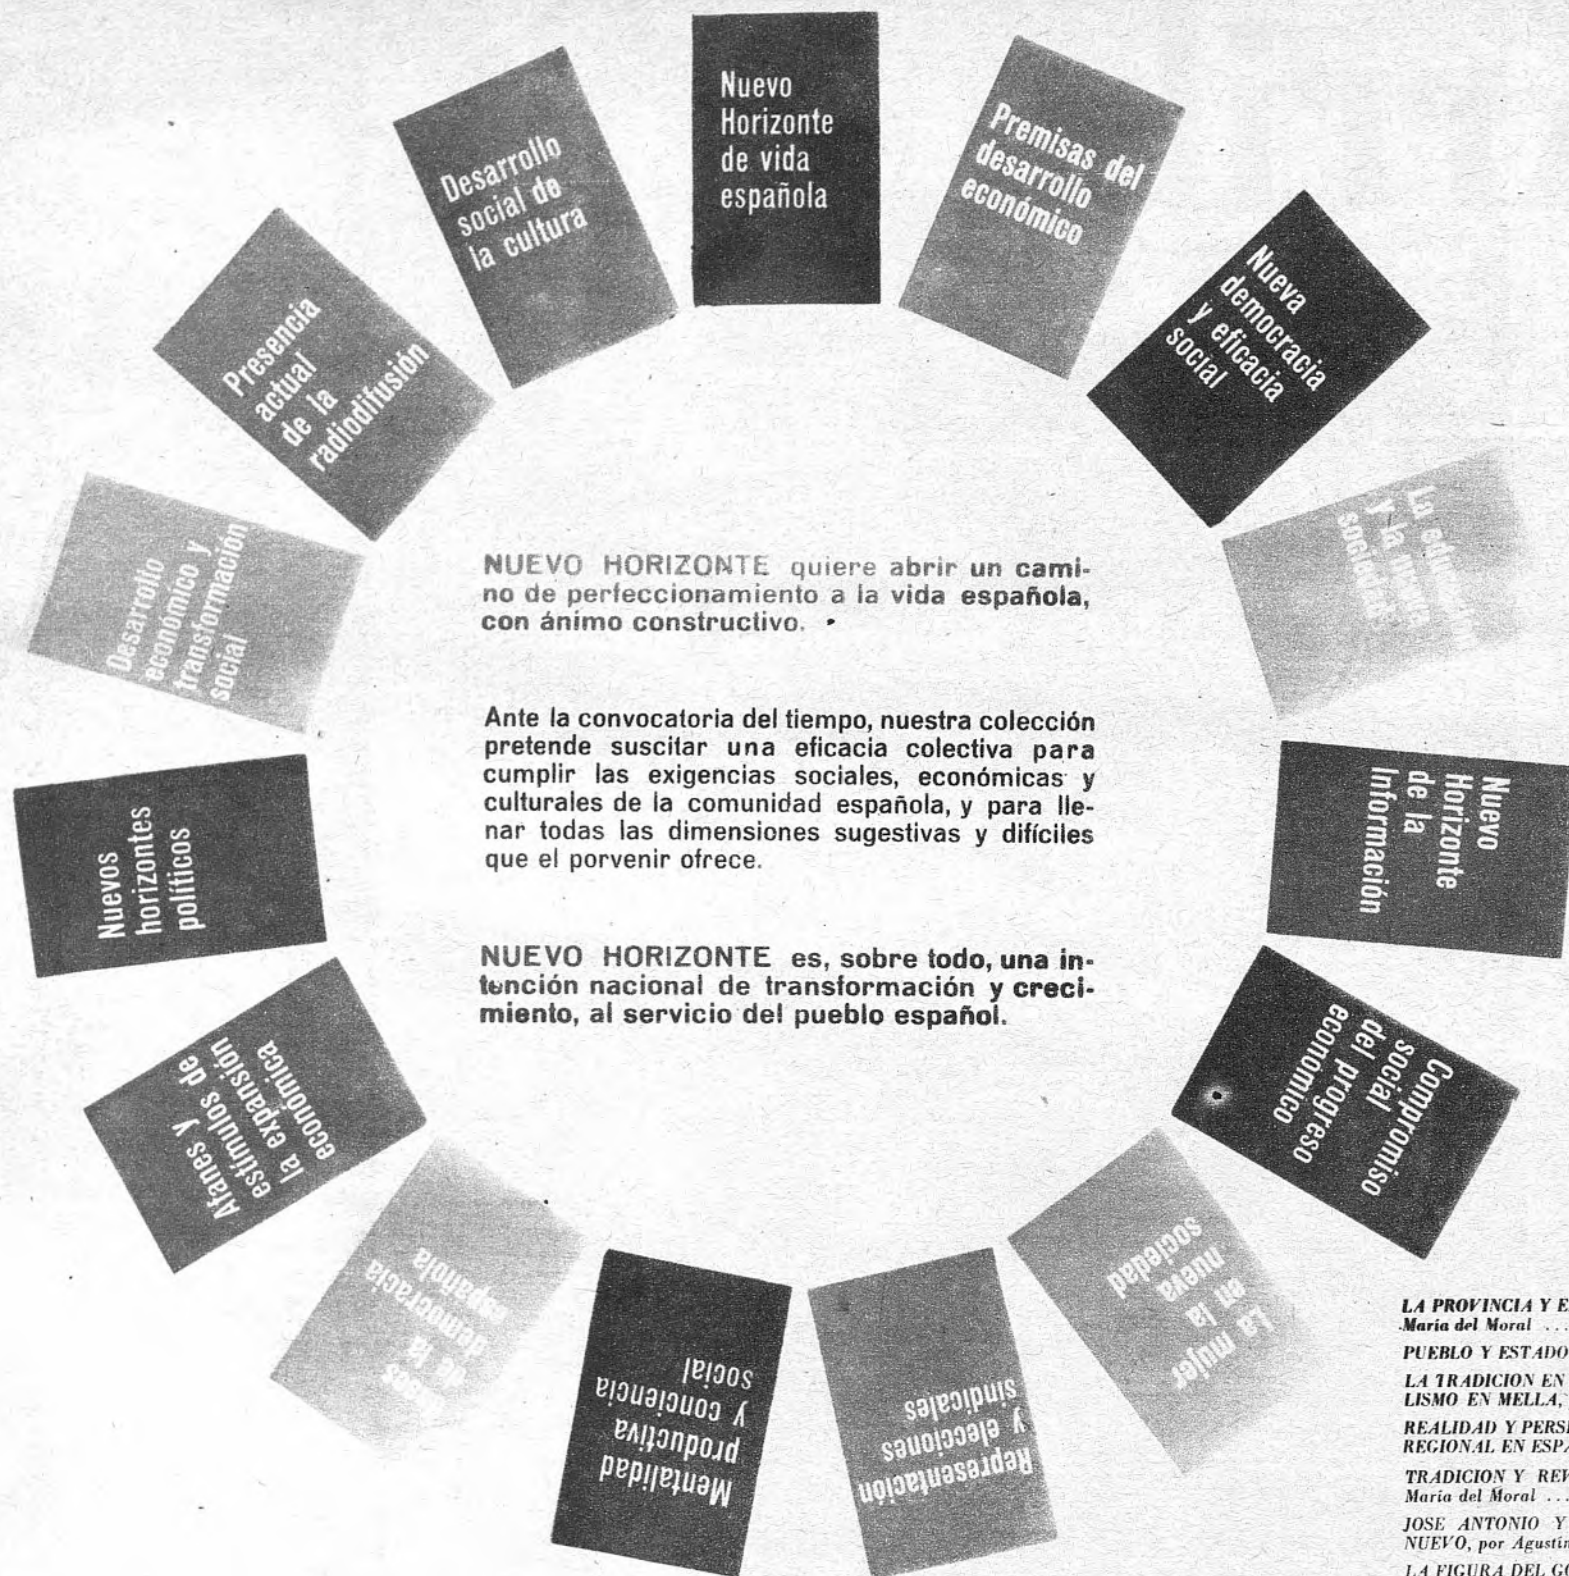 Nuevo
Horizonte
de vida
española
Premisas del
desarrollo
económico
Nueva
democracia
y eficacia
social
La
y la nueva
sociedad
Nuevo
Horizonte
de la
Información
Compromiso
social
del progreso
económico
La mujer
en la
nueva
sociedad
Representación
y elecciones
sindicales
Mentalidad
productiva
y conciencia
social
Bases
de la
democracia
española
Afanes y
estímulos de
la expansión
económica
Nuevos
horizontes
políticos
Desarrollo
económico y
transformación
social
Presencia
actual
de la
radiodifusión
Desarrollo
social de
la cultura
NUEVO HORIZONTE quiere abrir un cami-
no de perfeccionamiento a la vida española,
con ánimo constructivo.
Ante la convocatoria del tiempo, nuestra colección
pretende suscitar una eficacia colectiva para
cumplir las exigencias sociales, económicas y
culturales de la comunidad española, y para lle-
nar todas las dimensiones sugestivas y difíciles
que el porvenir ofrece.
NUEVO HORIZONTE es, sobre todo, una in-
tención nacional de transformación y creci-
miento, al servicio del pueblo español.
LA PROVINCIA Y E
María del Moral ...
PUEBLO Y ESTADO
LA TRADICION EN
LISMO EN MELLA,
REALIDAD Y PERS
REGIONAL EN ESP
TRADICION Y REV
María del Moral ...
JOSE ANTONIO Y
NUEVO, por Agustín
LA FIGURA DEL GO